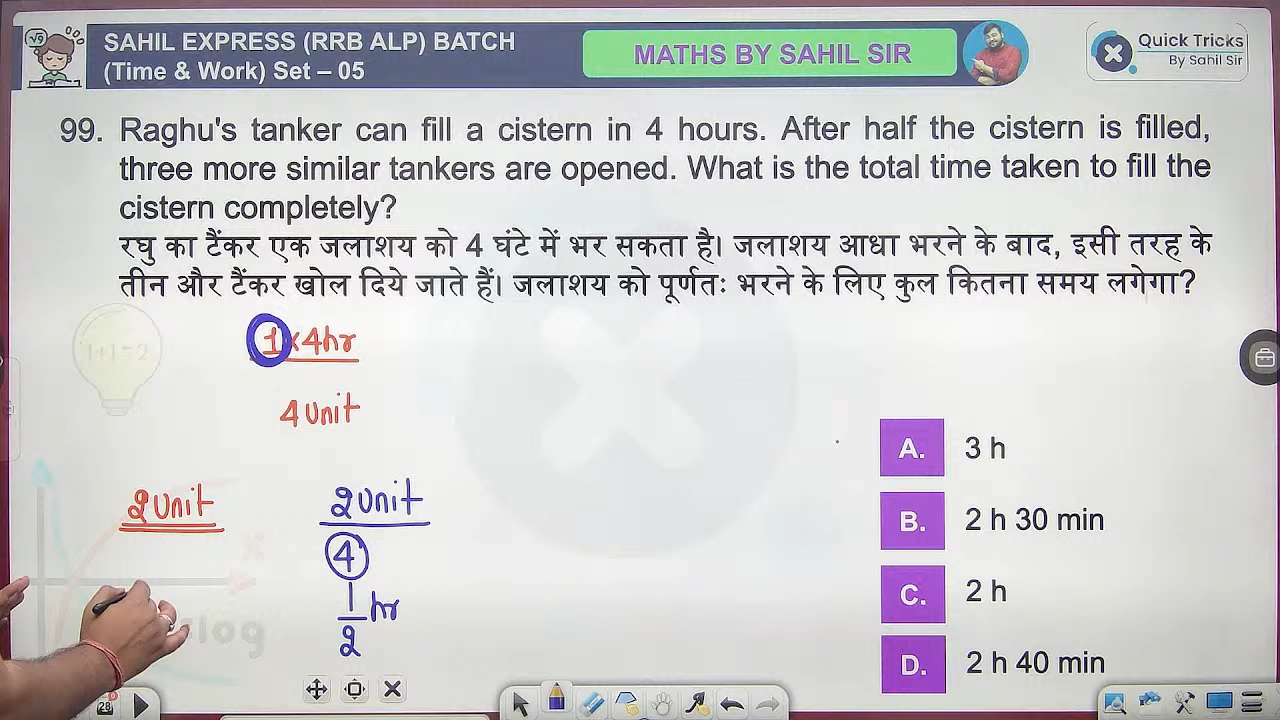 SAHIL EXPRESS (RRB ALP) BATCH
(Time & Work) Set – 05
MATHS BY SAHIL SIR
Quick Tricks
By Sahil Sir
99. Raghu's tanker can fill a cistern in 4 hours. After half the cistern is filled,
three more similar tankers are opened. What is the total time taken to fill the
cistern completely?
रघु का टैंकर एक जलाशय को 4 घंटे में भर सकता है। जलाशय आधा भरने के बाद, इसी तरह के
तीन और टैंकर खोल दिये जाते हैं। जलाशय को पूर्णतः भरने के लिए कुल कितना समय लगेगा?
1+1=2
1×4hr
4unit
2unit
2unit
4
1/2 hr
A. 3 h
B. 2 h 30 min
C. 2 h
D. 2 h 40 min
28